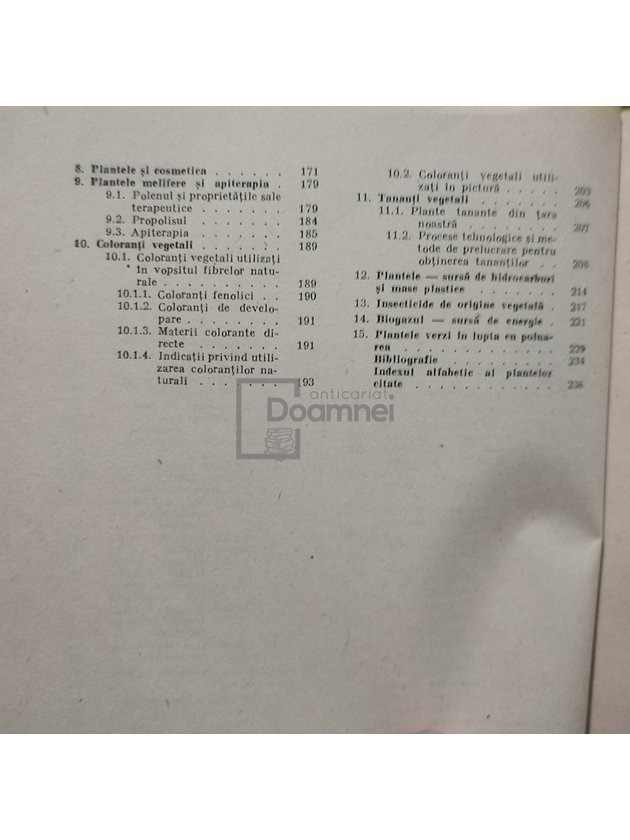 8. Plantele și cosmetica . . . . . . 171
9. Plantele melifere și apiterapia . 179
9.1. Polenul și proprietățile sale
terapeutice . . . . . . . 179
9.2. Propolisul . . . . . . . 184
9.3. Apiterapia . . . . . . . 185
10. Coloranți vegetali . . . . . . . 189
10.1. Coloranți vegetali utilizați
în vopsitul fibrelor natu-
rale . . . . . . . . . . 189
10.1.1. Coloranți fenolici . . 190
10.1.2. Coloranți de develo-
pare . . . . . . . . 191
10.1.3. Materii colorante di-
recte . . . . . . . 191
10.1.4. Indicații privind utili-
zarea coloranților na-
turali . . . . . . . 193
10.2. Coloranți vegetali utili-
zați în pictură . . . . . 203
11. Tananți vegetali . . . . . . . 206
11.1. Plante tanante din țara
noastră . . . . . . . . 207
11.2. Procese tehnologice și me-
tode de prelucrare pentru
obținerea tananților . . . 208
12. Plantele — sursă de hidrocarburi
și mase plastice . . . . . . . 214
13. Insecticide de origine vegetală . 217
14. Biogazul — sursă de energie . 221
15. Plantele verzi în lupta cu polua-
rea . . . . . . . . . . . . 229
Bibliografie . . . . . . . . . 234
Indexul alfabetic al plantelor
citate . . . . . . . . . . . 236
anticariat
Doamnei